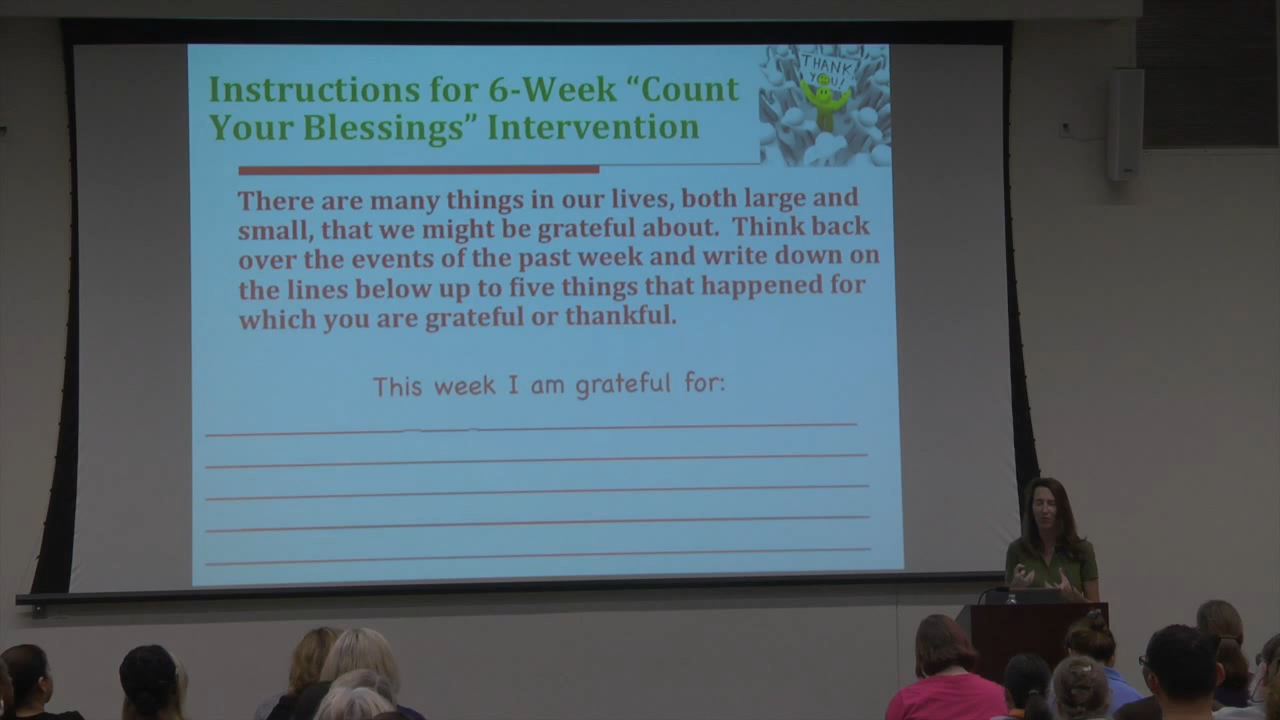 Instructions for 6-Week “Count
Your Blessings” Intervention
THANK
YOU!
There are many things in our lives, both large and
small, that we might be grateful about.  Think back
over the events of the past week and write down on
the lines below up to five things that happened for
which you are grateful or thankful.
This week I am grateful for: